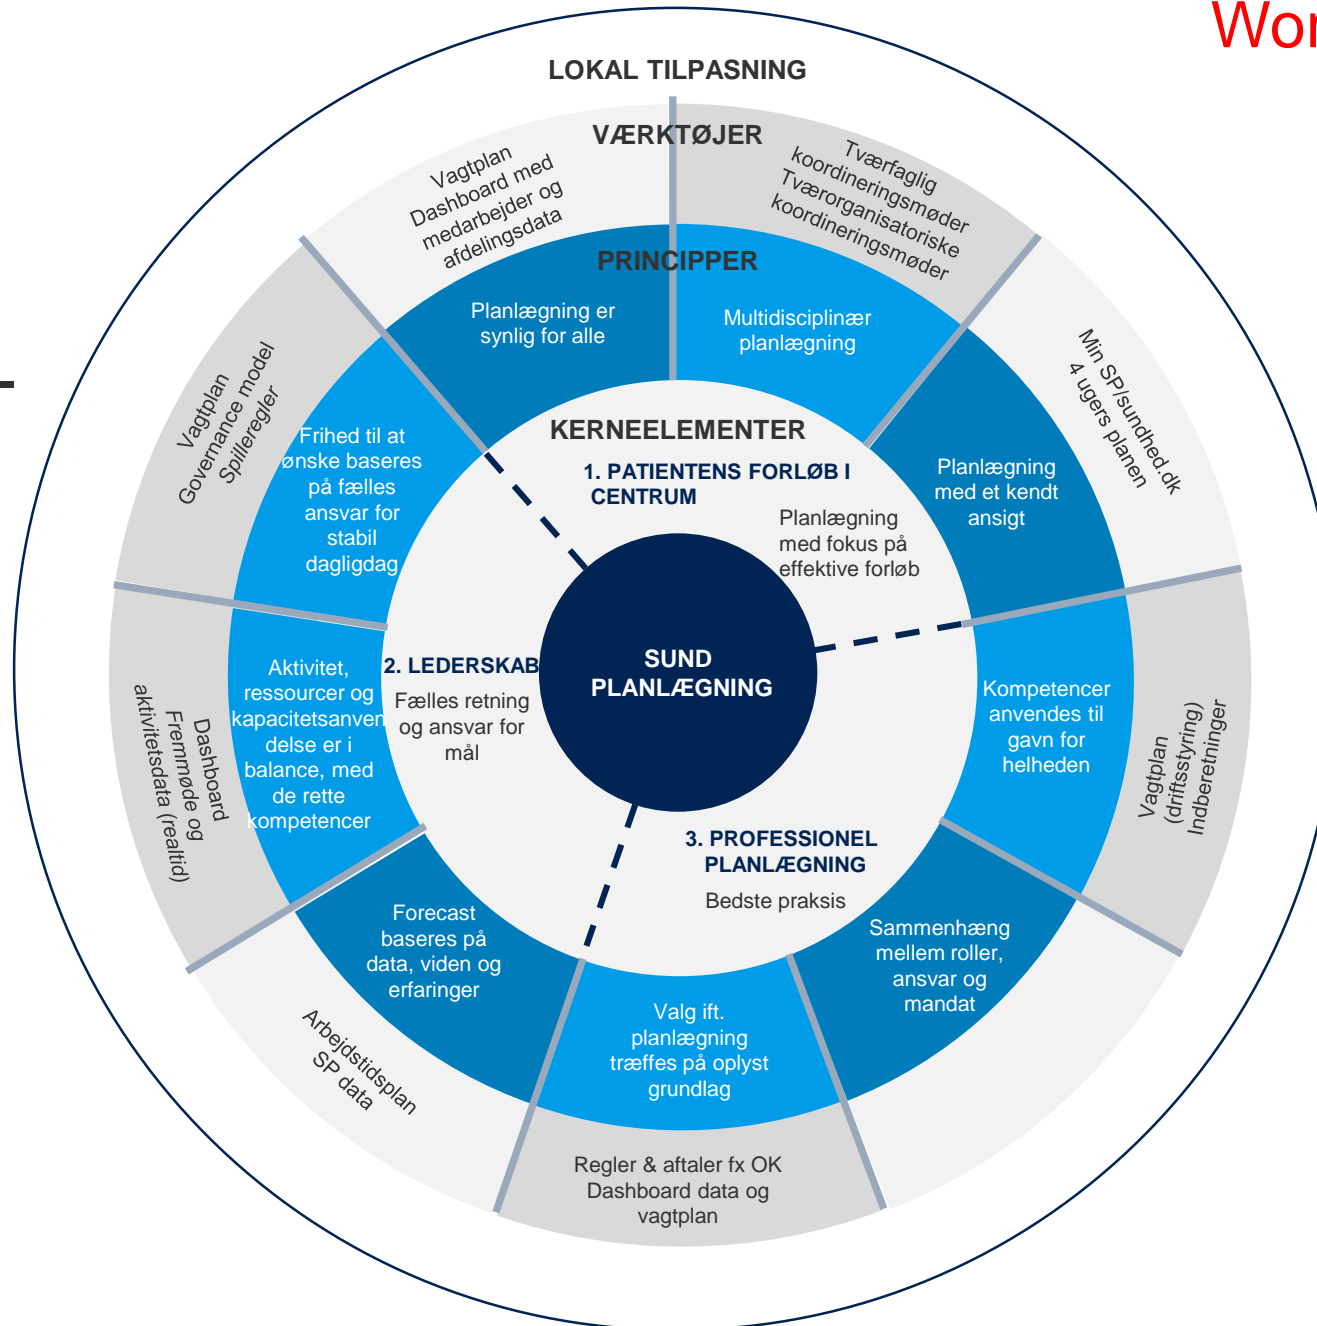 Wor
LOKAL TILPASNING
VÆRKTØJER
Vagtplan
Dashboard med
medarbejder og
afdelingsdata
Tværfaglig
koordineringsmøder
Tværorganisatoriske
koordineringsmøder
Min SP/sundhed.dk
4 ugers planen
Vagtplan
(driftsstyring)
Indberetninger
Regler & aftaler fx OK
Dashboard data og
vagtplan
Arbejdstidsplan
SP data
Dashboard
Fremmøde og
aktivitetsdata (realtid)
Vagtplan
Governance model
Spilleregler
PRINCIPPER
Planlægning er
synlig for alle
Multidisciplinær
planlægning
Planlægning
med et kendt
ansigt
Kompetencer
anvendes til
gavn for
helheden
Sammenhæng
mellem roller,
ansvar og
mandat
Valg ift.
planlægning
træffes på oplyst
grundlag
Forecast
baseres på
data, viden og
erfaringer
Aktivitet,
ressourcer og
kapacitetsanven
delse er i
balance, med
de rette
kompetencer
Frihed til at
ønske baseres
på fælles
ansvar for
stabil
dagligdag
KERNEELEMENTER
1. PATIENTENS FORLØB I
CENTRUM
Planlægning
med fokus på
effektive forløb
2. LEDERSKAB
Fælles retning
og ansvar for
mål
3. PROFESSIONEL
PLANLÆGNING
Bedste praksis
SUND
PLANLÆGNING